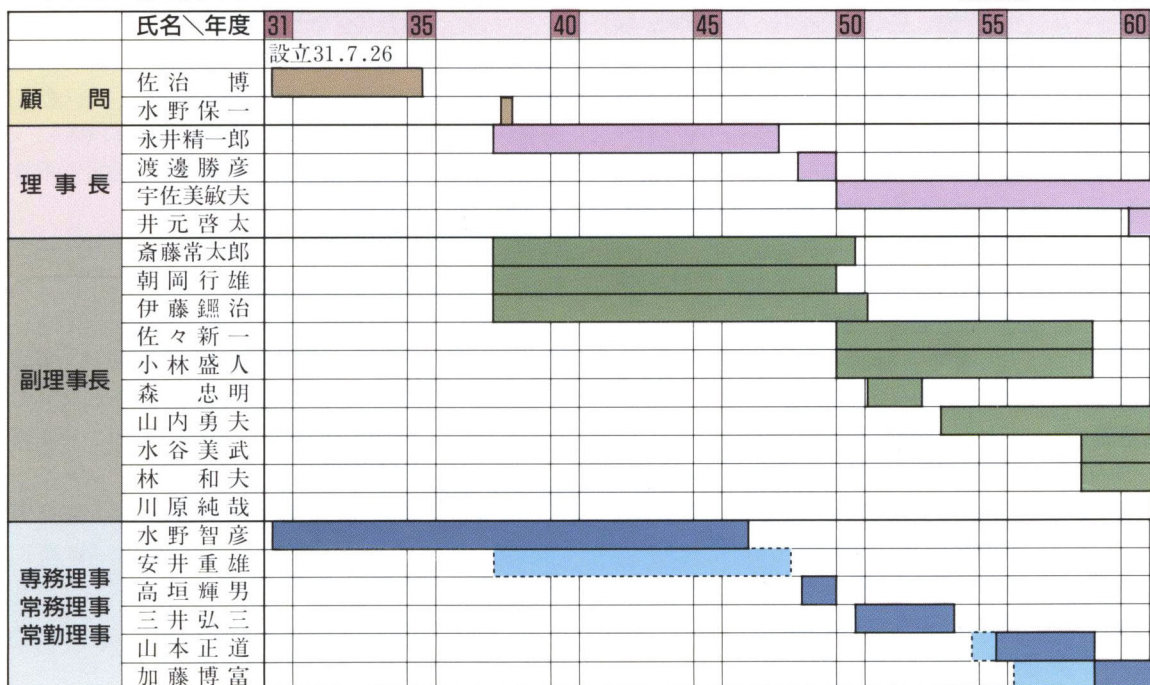 氏名＼年度 31 35 40 45 50 55 60
設立31.7.26
顧問
佐治 博
水野保一
理事長
永井精一郎
渡邊勝彦
宇佐美敏夫
井元啓太
副理事長
斎藤常太郎
朝岡行雄
伊藤鎠治
佐々新一
小林盛人
森 忠明
山内勇夫
水谷美武
林 和夫
川原純哉
専務理事
常務理事
常勤理事
水野智彦
安井重雄
高垣輝男
三井弘三
山本正道
加藤博富